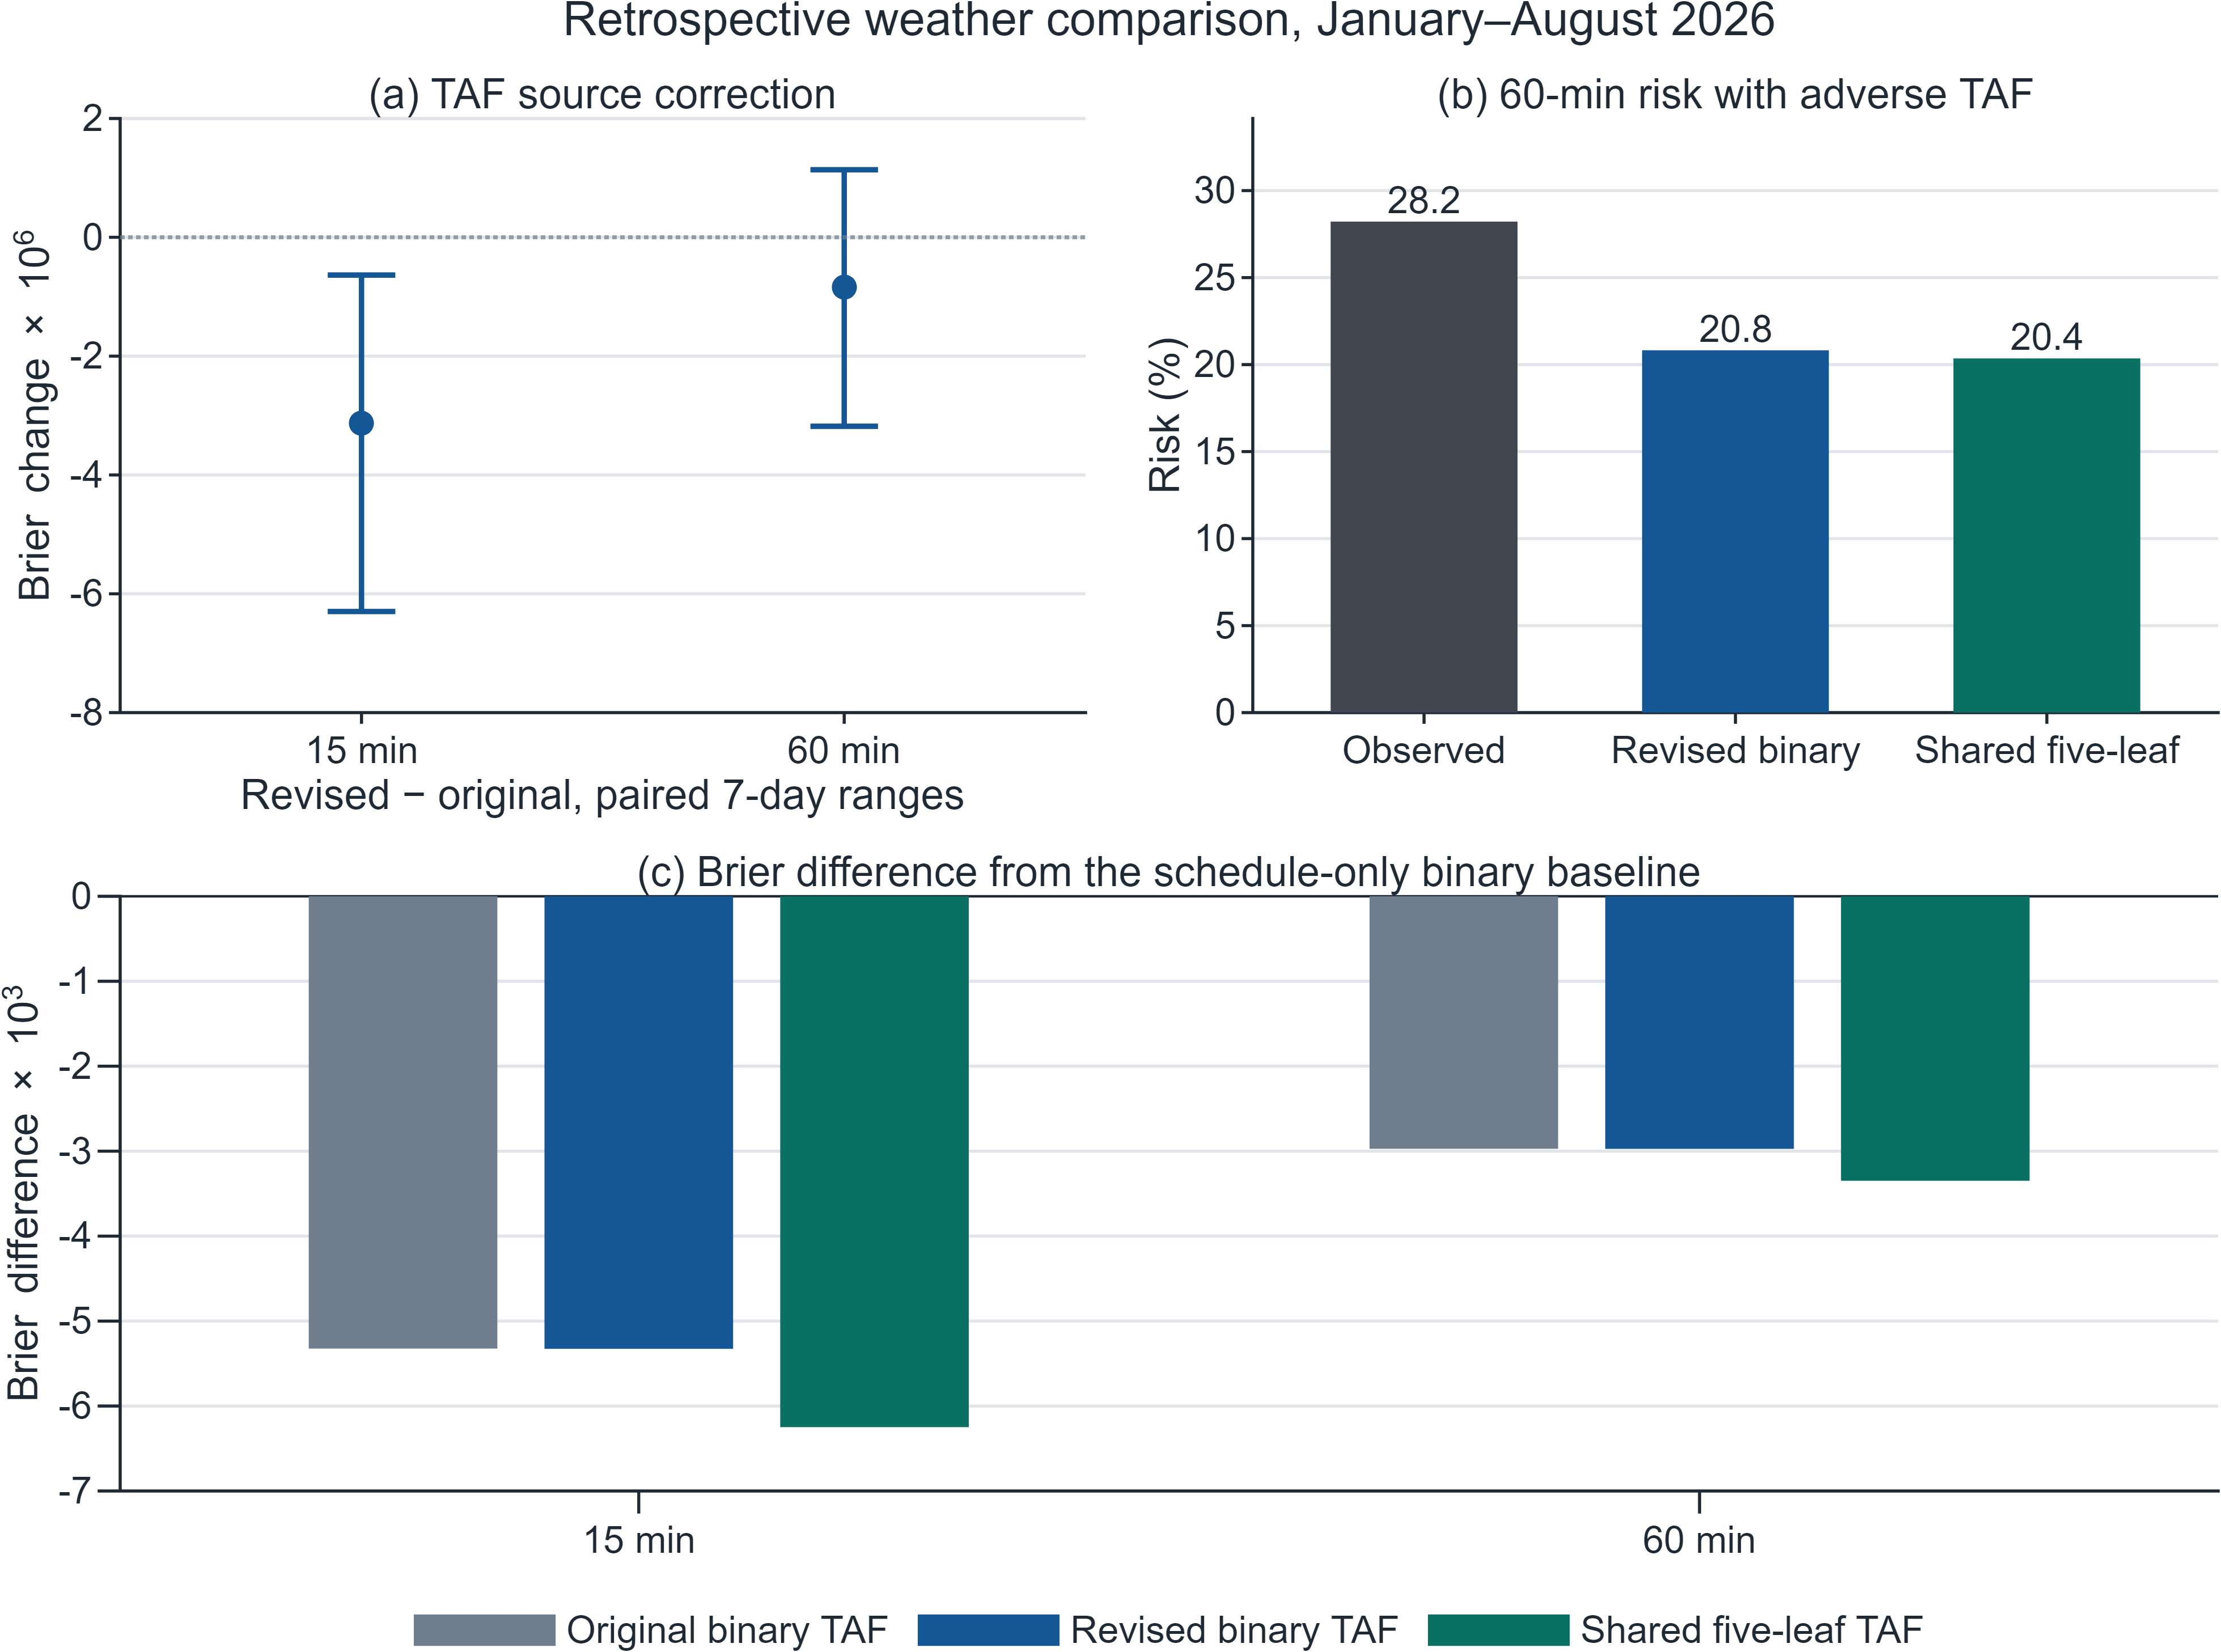 Retrospective weather comparison, January–August 2026
(a) TAF source correction
Brier change × 10⁶
2
0
-2
-4
-6
-8
15 min
60 min
Revised − original, paired 7-day ranges
(b) 60-min risk with adverse TAF
Risk (%)
30
25
20
15
10
5
0
28.2
20.8
20.4
Observed
Revised binary
Shared five-leaf
(c) Brier difference from the schedule-only binary baseline
Brier difference × 10³
0
-1
-2
-3
-4
-5
-6
-7
15 min
60 min
Original binary TAF
Revised binary TAF
Shared five-leaf TAF